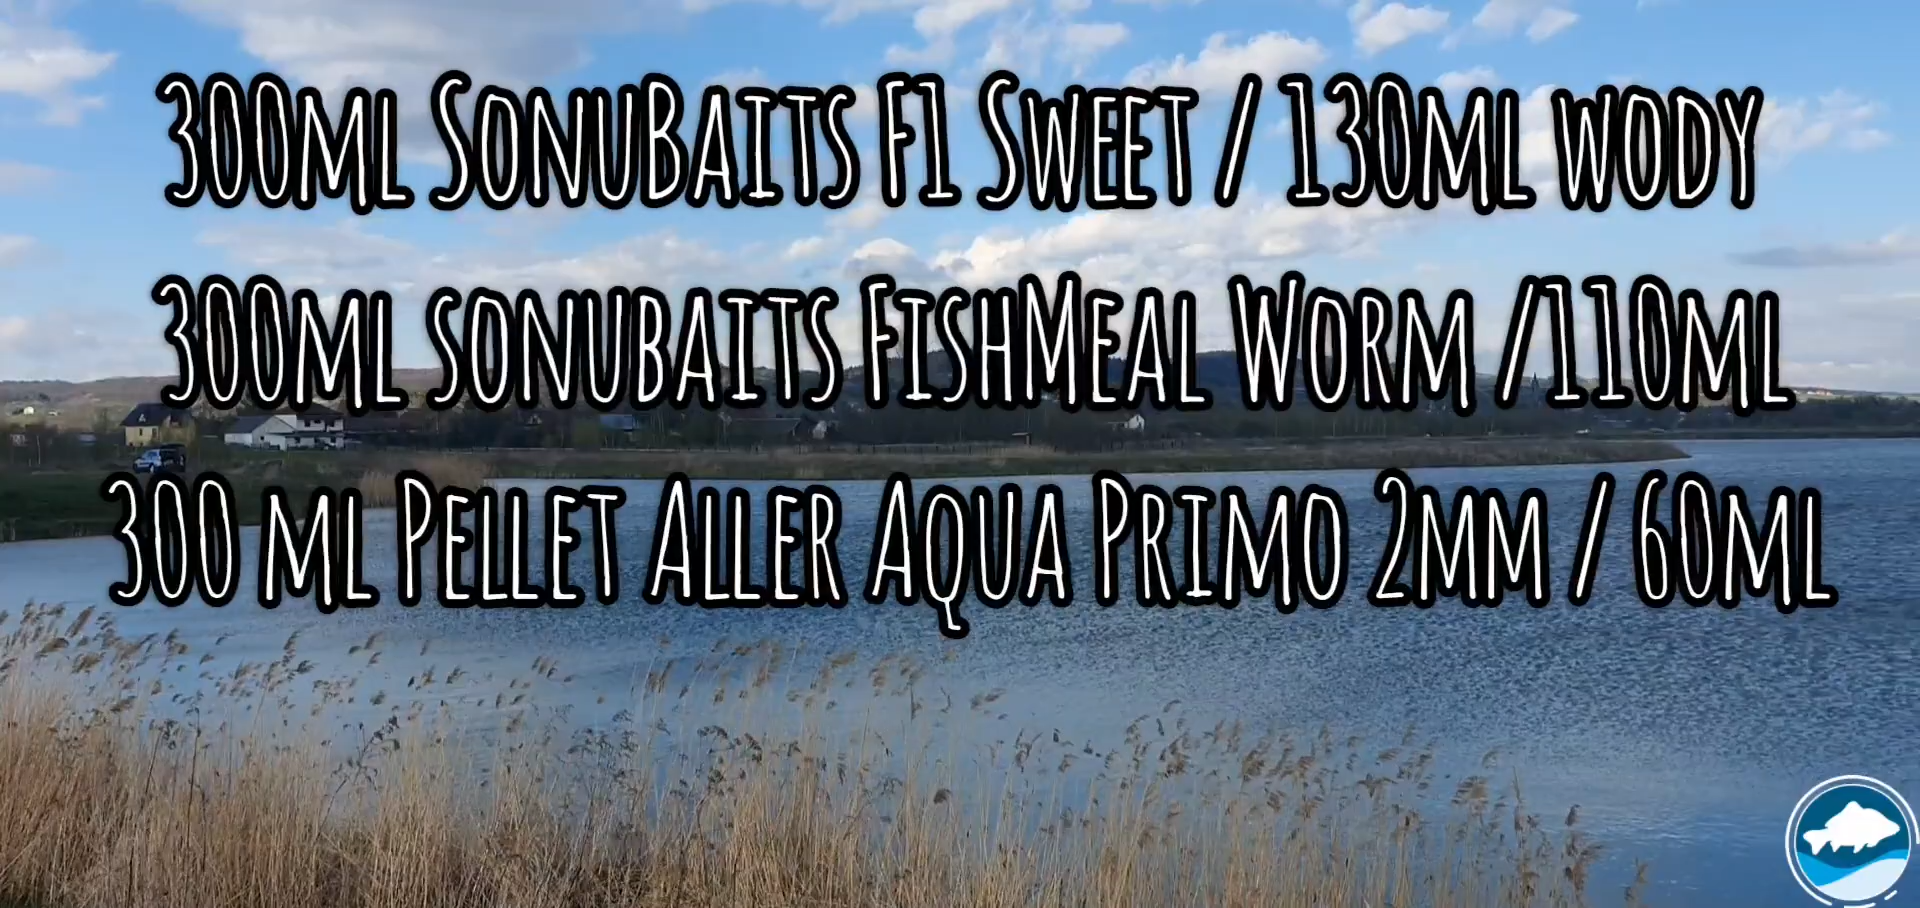 300ml SonuBaits F1 Sweet / 130ml wody
300ml sonubaits FishMeal Worm /110ml
300 ml Pellet Aller Aqua Primo 2mm / 60ml